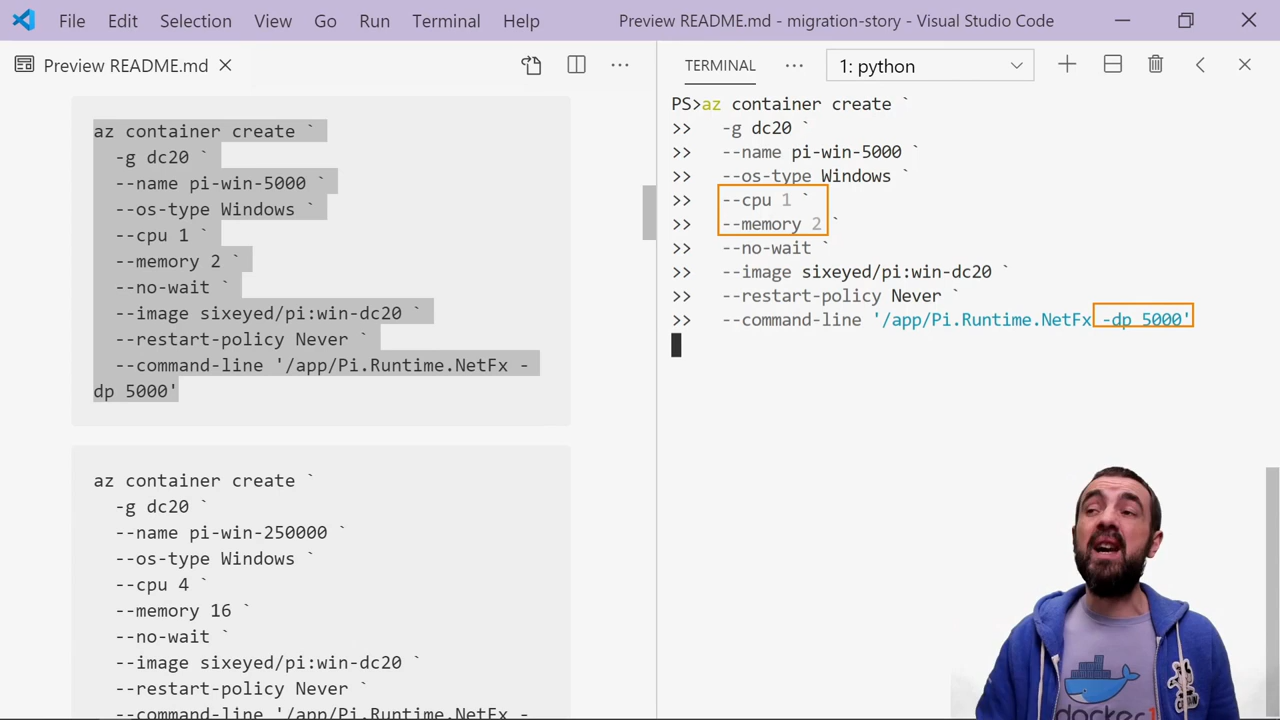 File Edit Selection View Go Run Terminal Help Preview README.md - migration-story - Visual Studio Code
Preview README.md
az container create `
-g dc20 `
--name pi-win-5000 `
--os-type Windows `
--cpu 1 `
--memory 2 `
--no-wait `
--image sixeyed/pi:win-dc20 `
--restart-policy Never `
--command-line '/app/Pi.Runtime.NetFx -
dp 5000'
az container create `
-g dc20 `
--name pi-win-250000 `
--os-type Windows `
--cpu 4 `
--memory 16 `
--no-wait `
--image sixeyed/pi:win-dc20 `
--restart-policy Never `
--command-line '/app/Pi.Runtime.NetFx -
TERMINAL 1: python
PS>az container create `
>> -g dc20 `
>> --name pi-win-5000 `
>> --os-type Windows `
>> --cpu 1 `
>> --memory 2 `
>> --no-wait `
>> --image sixeyed/pi:win-dc20 `
>> --restart-policy Never `
>> --command-line '/app/Pi.Runtime.NetFx -dp 5000'